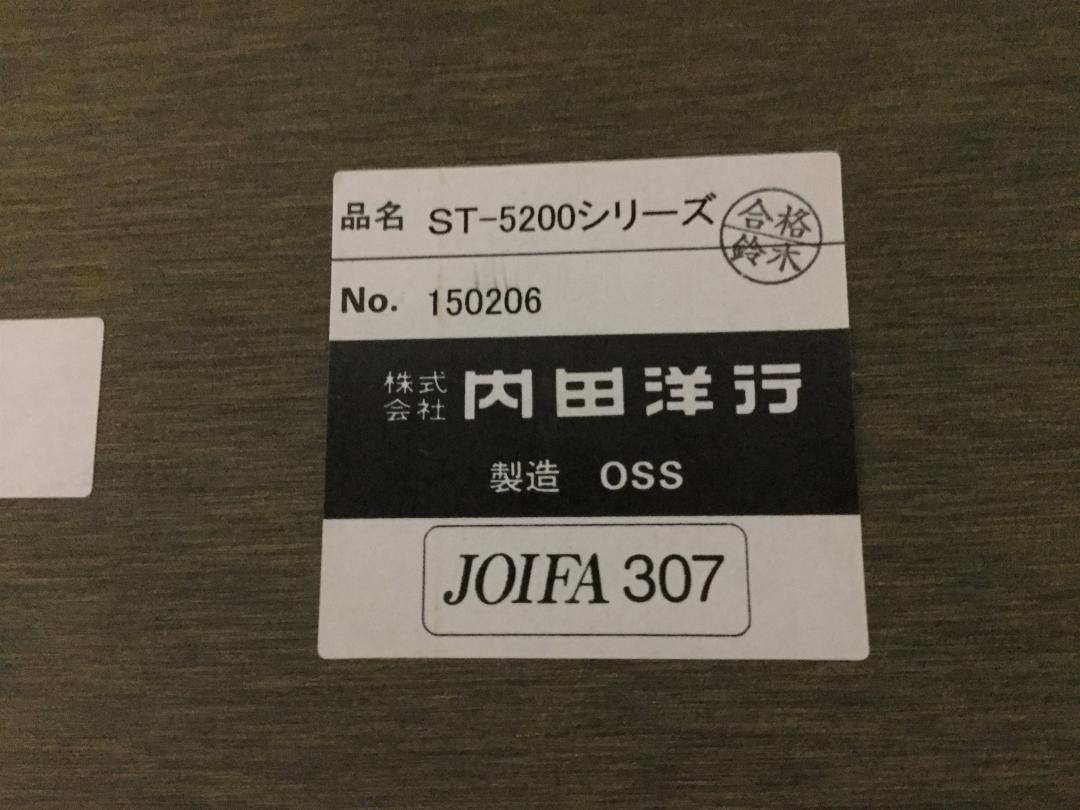 品名 ST-5200シリーズ
合格
鈴木
No. 150206
株式会社 内田洋行
製造 OSS
JOIFA 307